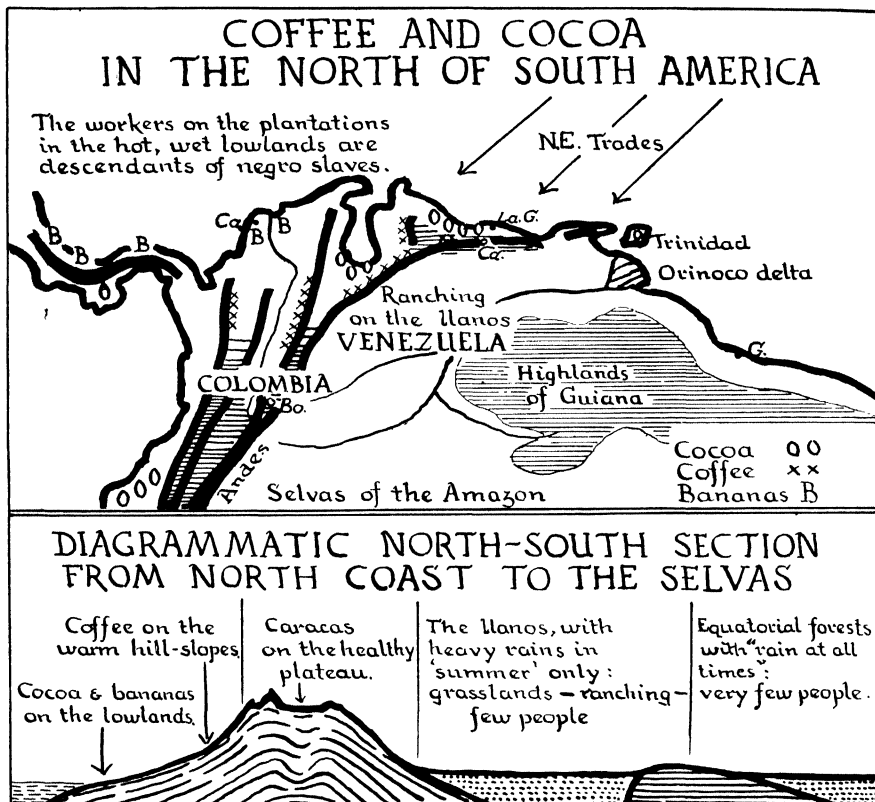 COFFEE AND COCOA
IN THE NORTH OF SOUTH AMERICA
The workers on the plantations
in the hot, wet lowlands are
descendants of negro slaves.
N.E. Trades
Ca.
B
B
B
B
B
B
La.G.
Ca.
Trinidad
Orinoco delta
Ranching
on the llanos
VENEZUELA
G.
Highlands
of Guiana
COLOMBIA
Bo.
Andes
Selvas of the Amazon
Cocoa
Coffee xx
Bananas B
DIAGRAMMATIC NORTH-SOUTH SECTION
FROM NORTH COAST TO THE SELVAS
Coffee on the
warm hill-slopes.
Cocoa & bananas
on the lowlands.
Caracas
on the healthy
plateau.
The llanos, with
heavy rains in
'summer' only:
grasslands – ranching –
few people
Equatorial forests
with "rain at all
times":
very few people.